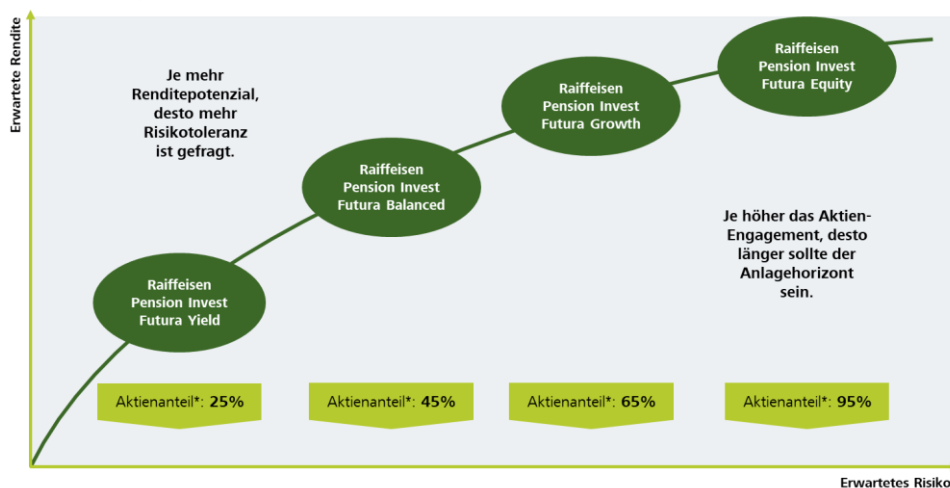 Erwartete Rendite
Je mehr
Renditepotenzial,
desto mehr
Risikotoleranz
ist gefragt.
Raiffeisen
Pension Invest
Futura Yield
Raiffeisen
Pension Invest
Futura Balanced
Raiffeisen
Pension Invest
Futura Growth
Raiffeisen
Pension Invest
Futura Equity
Je höher das Aktien-
Engagement, desto
länger sollte der
Anlagehorizont
sein.
Aktienanteil*: 25%
Aktienanteil*: 45%
Aktienanteil*: 65%
Aktienanteil*: 95%
Erwartetes Risiko